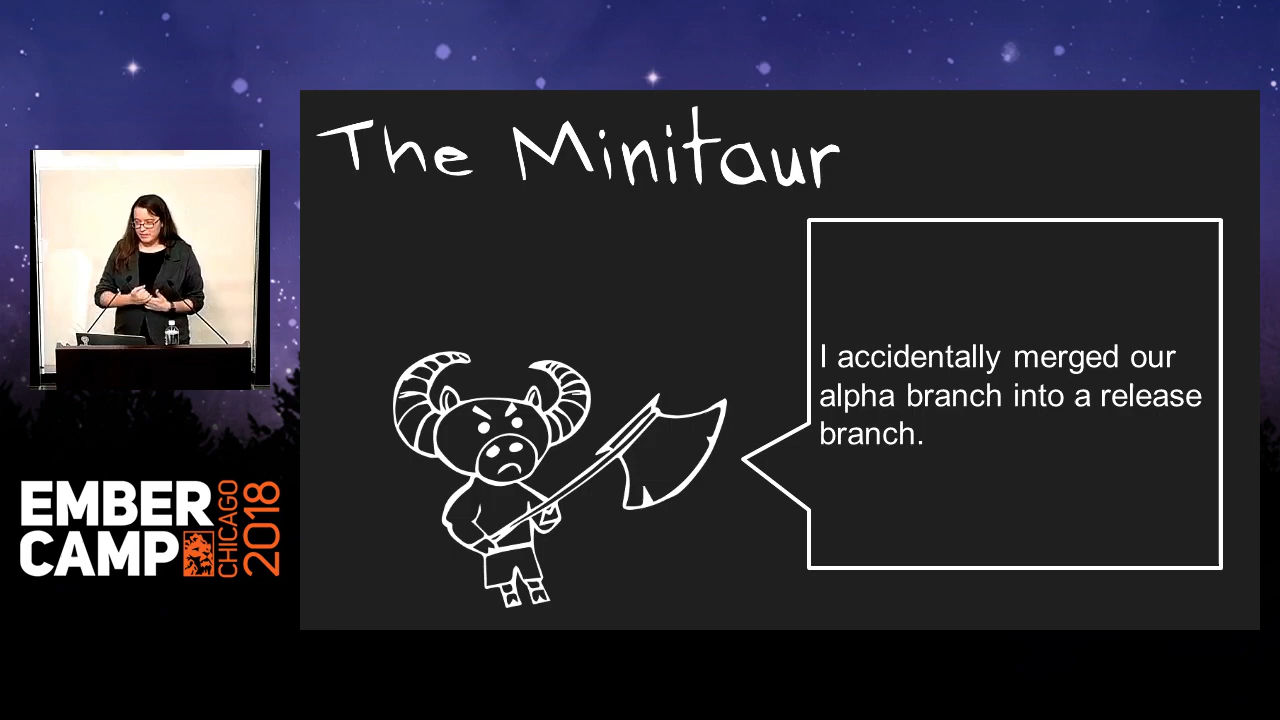 The Minitaur
I accidentally merged our
alpha branch into a release
branch.
EMBER
CAMP
CHICAGO
2018